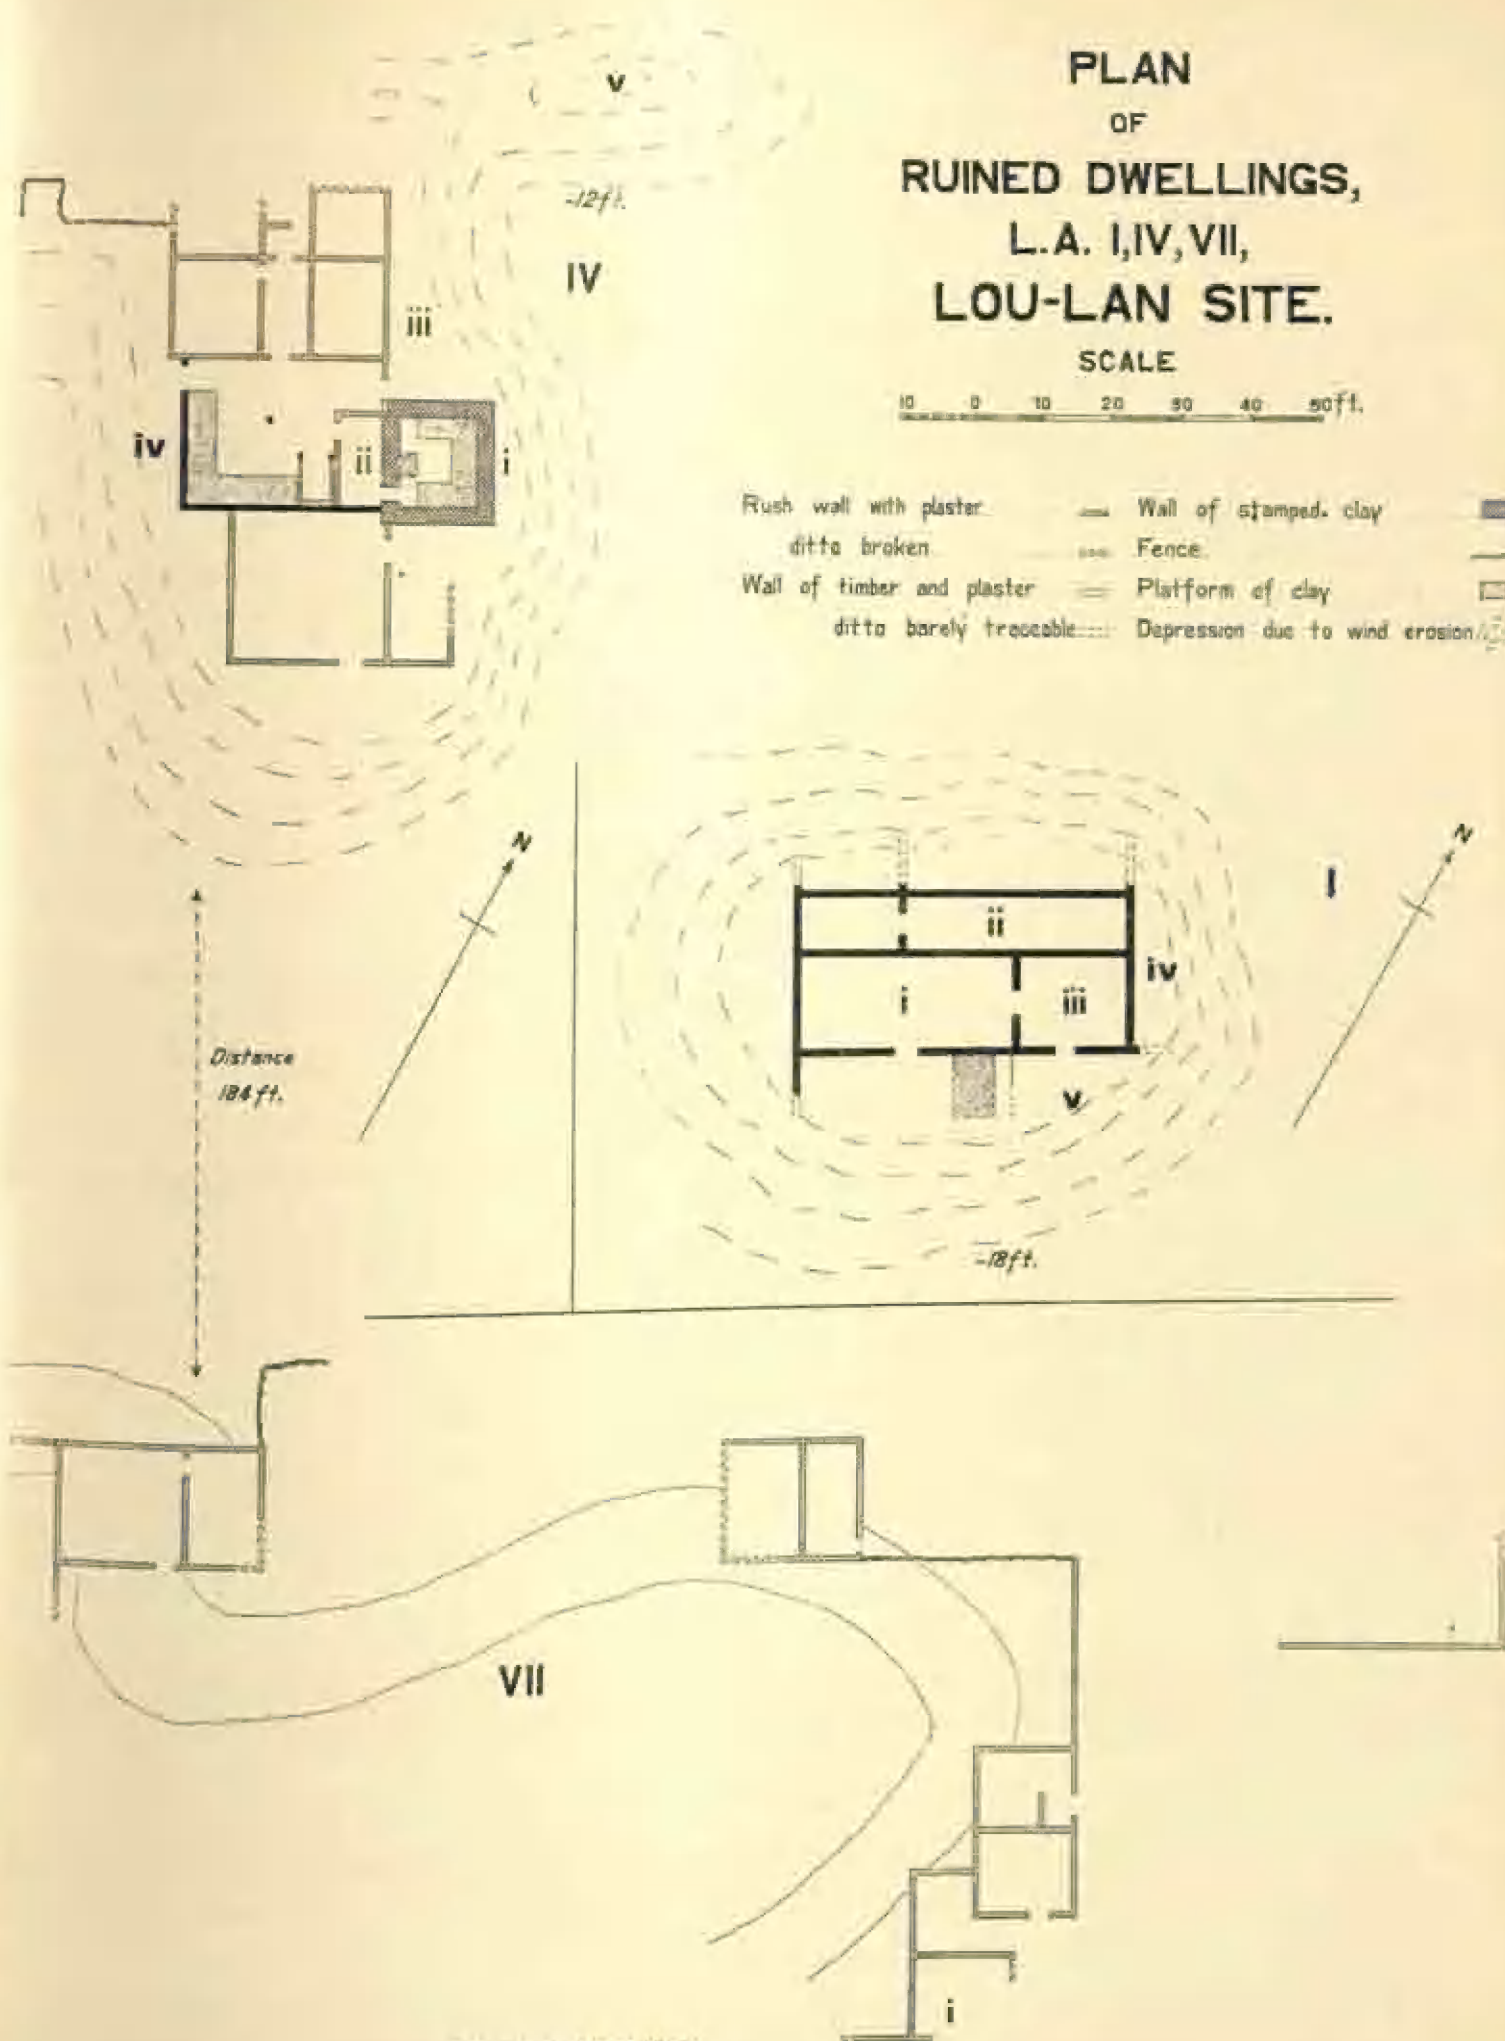 PLAN
OF
RUINED DWELLINGS,
L.A. I,IV,VII,
LOU-LAN SITE.
SCALE
10 0 10 20 30 40 50ft.
Rush wall with plaster
ditto broken
Wall of timber and plaster
ditto barely traceable
Wall of stamped clay
Fence
Platform of clay
Depression due to wind erosion
v
-12ft.
IV
iii
iv
ii
i
N
Distance
184 ft.
I
N
ii
iv
i
iii
v
-18ft.
VII
i